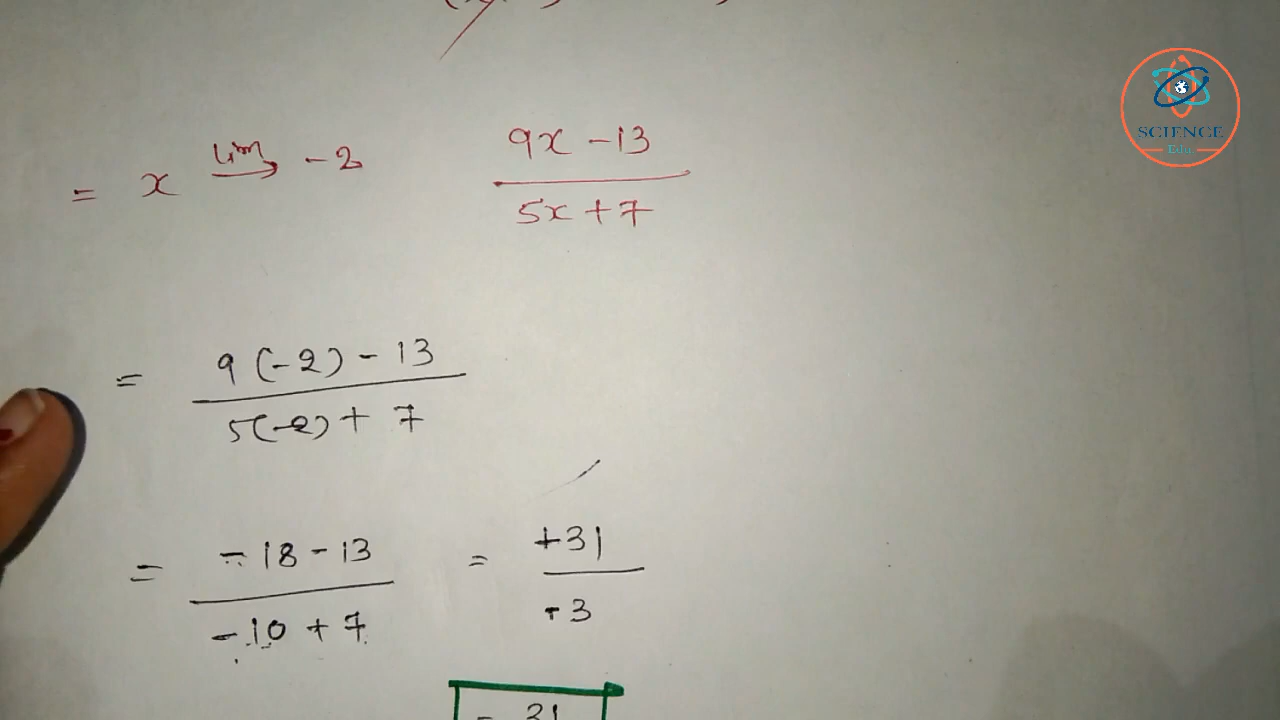 = x lim→ -2 9x - 13
5x + 7
= 9(-2) - 13
5(-2) + 7
= -18 - 13 = +31
-10 + 7 -3
= 31
SCIENCE
Edu.